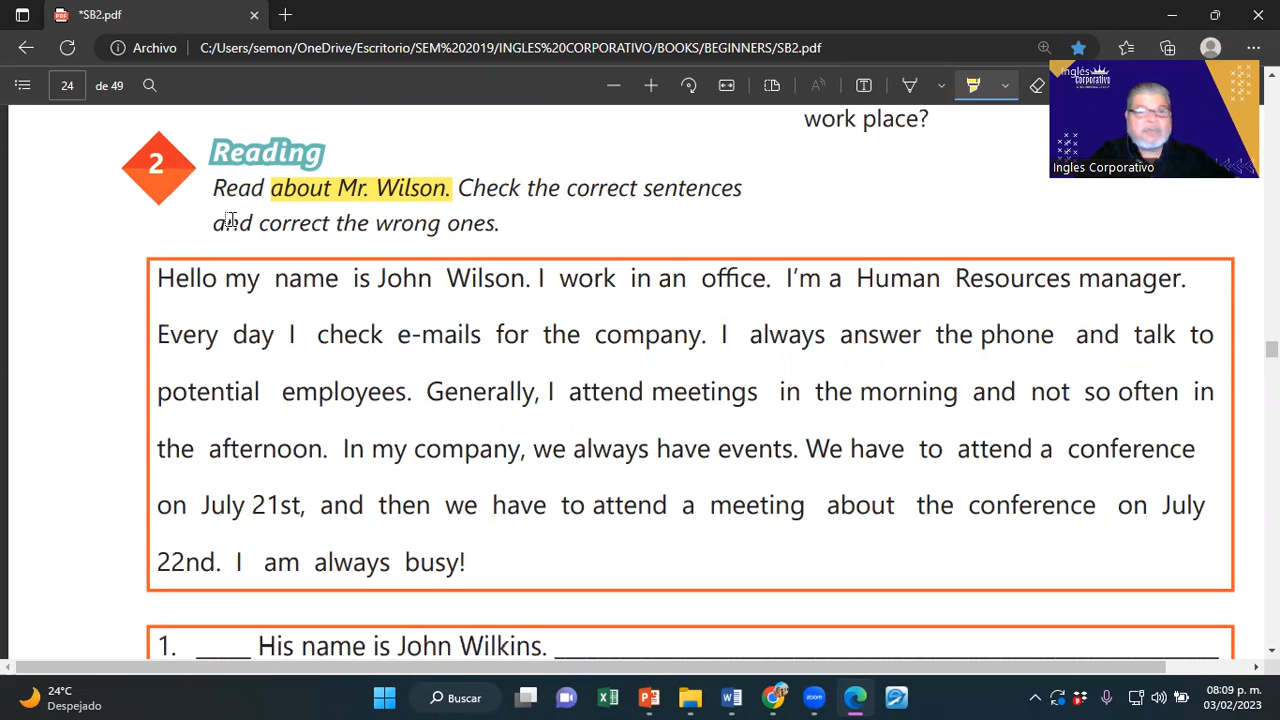 *SB2.pdf
Archivo C:/Users/semon/OneDrive/Escritorio/SEM%202019/INGLES%20CORPORATIVO/BOOKS/BEGINNERS/SB2.pdf
24 de 49
Inglés
Corporativo
Ingles Corporativo
work place?
2 Reading
Read about Mr. Wilson. Check the correct sentences
and correct the wrong ones.
Hello my name is John Wilson. I work in an office. I'm a Human Resources manager.
Every day I check e-mails for the company. I always answer the phone and talk to
potential employees. Generally, I attend meetings in the morning and not so often in
the afternoon. In my company, we always have events. We have to attend a conference
on July 21st, and then we have to attend a meeting about the conference on July
22nd. I am always busy!
1. _____ His name is John Wilkins. ______________________________
24°C
Despejado
Buscar
zoom
08:09 p. m.
03/02/2023